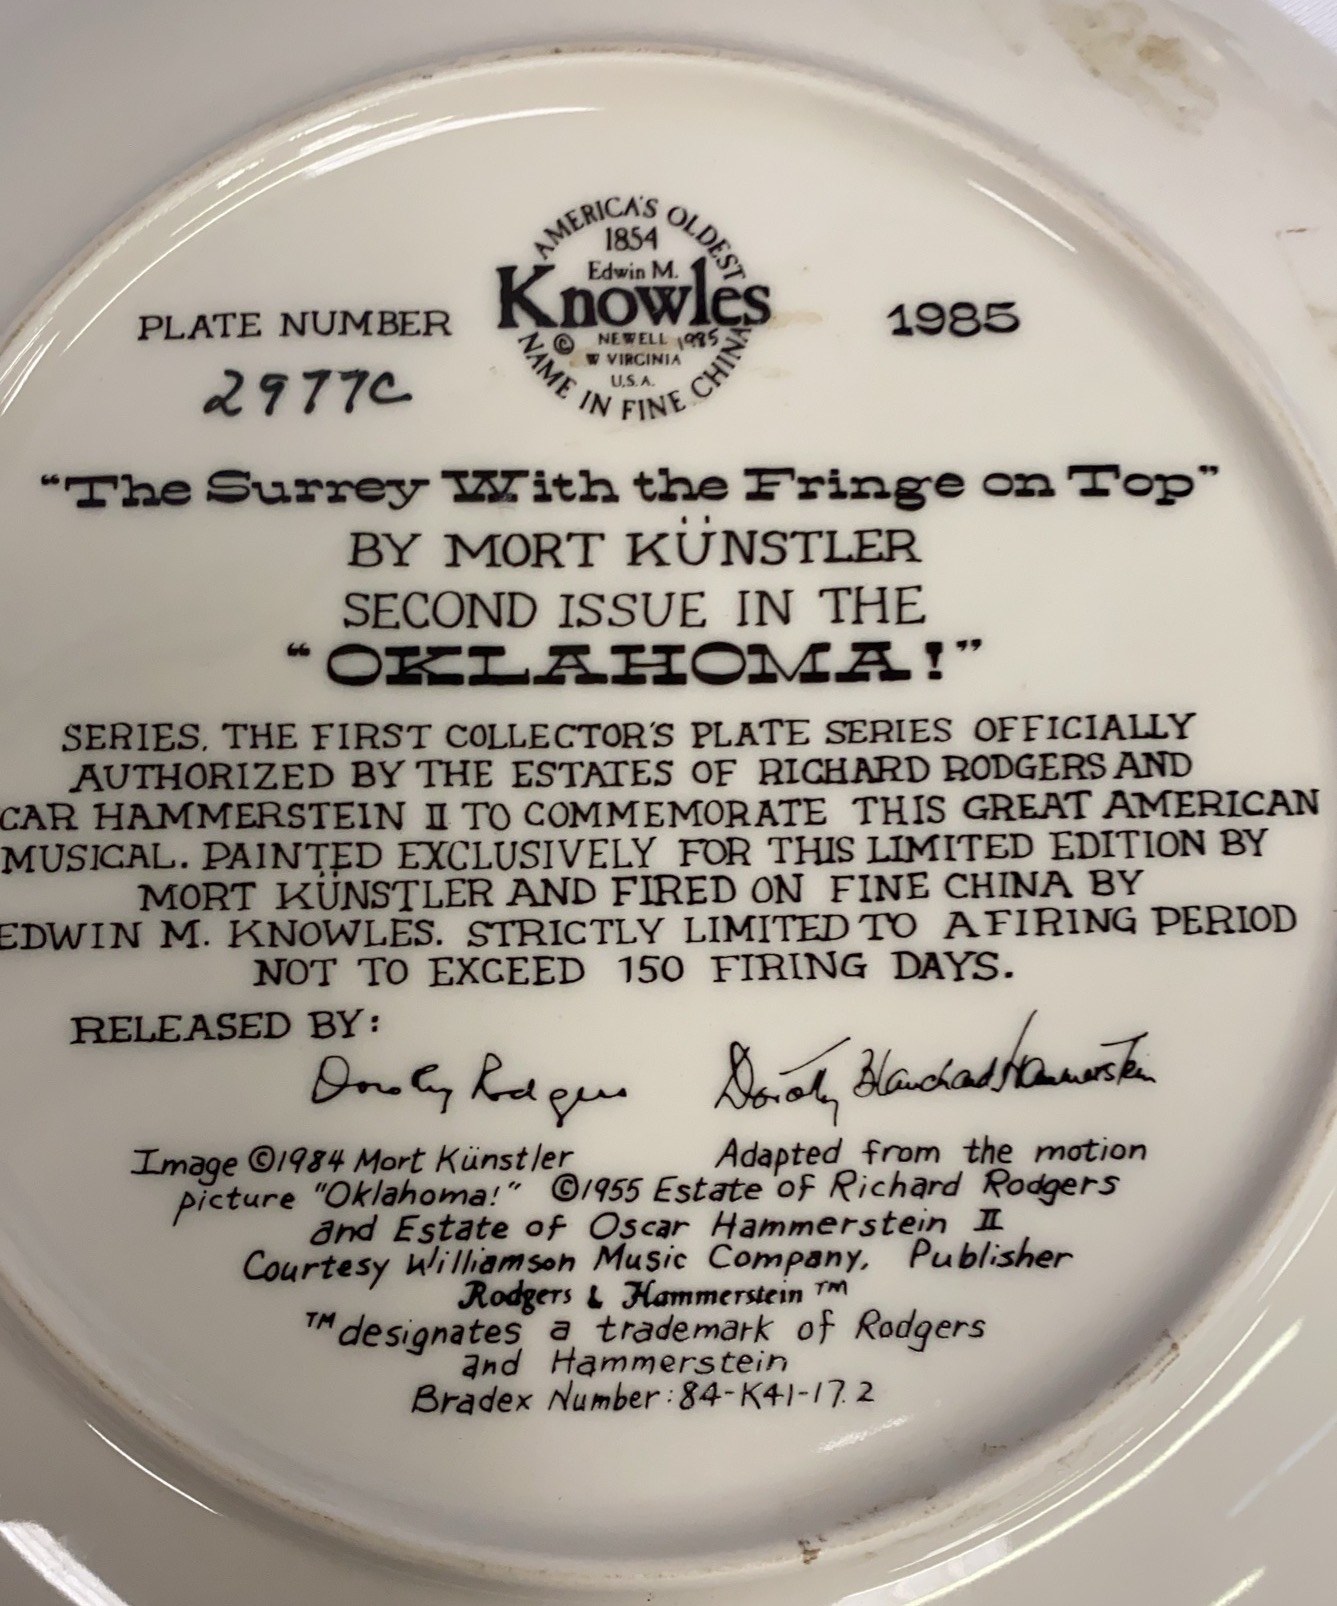 AMERICA'S OLDEST
1854
Edwin M.
Knowles
© NEWELL 1985
W VIRGINIA
U.S.A.
NAME IN FINE CHINA
PLATE NUMBER
2977C
1985
“The Surrey With the Fringe on Top”
BY MORT KÜNSTLER
SECOND ISSUE IN THE
“OKLAHOMA!”
SERIES. THE FIRST COLLECTOR'S PLATE SERIES OFFICIALLY
AUTHORIZED BY THE ESTATES OF RICHARD RODGERS AND
CAR HAMMERSTEIN II TO COMMEMORATE THIS GREAT AMERICAN
MUSICAL. PAINTED EXCLUSIVELY FOR THIS LIMITED EDITION BY
MORT KÜNSTLER AND FIRED ON FINE CHINA BY
EDWIN M. KNOWLES. STRICTLY LIMITED TO A FIRING PERIOD
NOT TO EXCEED 150 FIRING DAYS.
RELEASED BY:
Dorothy Rodgers Dorothy Blanchard Hammerstein
Image ©1984 Mort Künstler Adapted from the motion
picture "Oklahoma!" ©1955 Estate of Richard Rodgers
and Estate of Oscar Hammerstein II
Courtesy Williamson Music Company, Publisher
Rodgers & Hammerstein ™
™ designates a trademark of Rodgers
and Hammerstein
Bradex Number: 84-K41-17.2